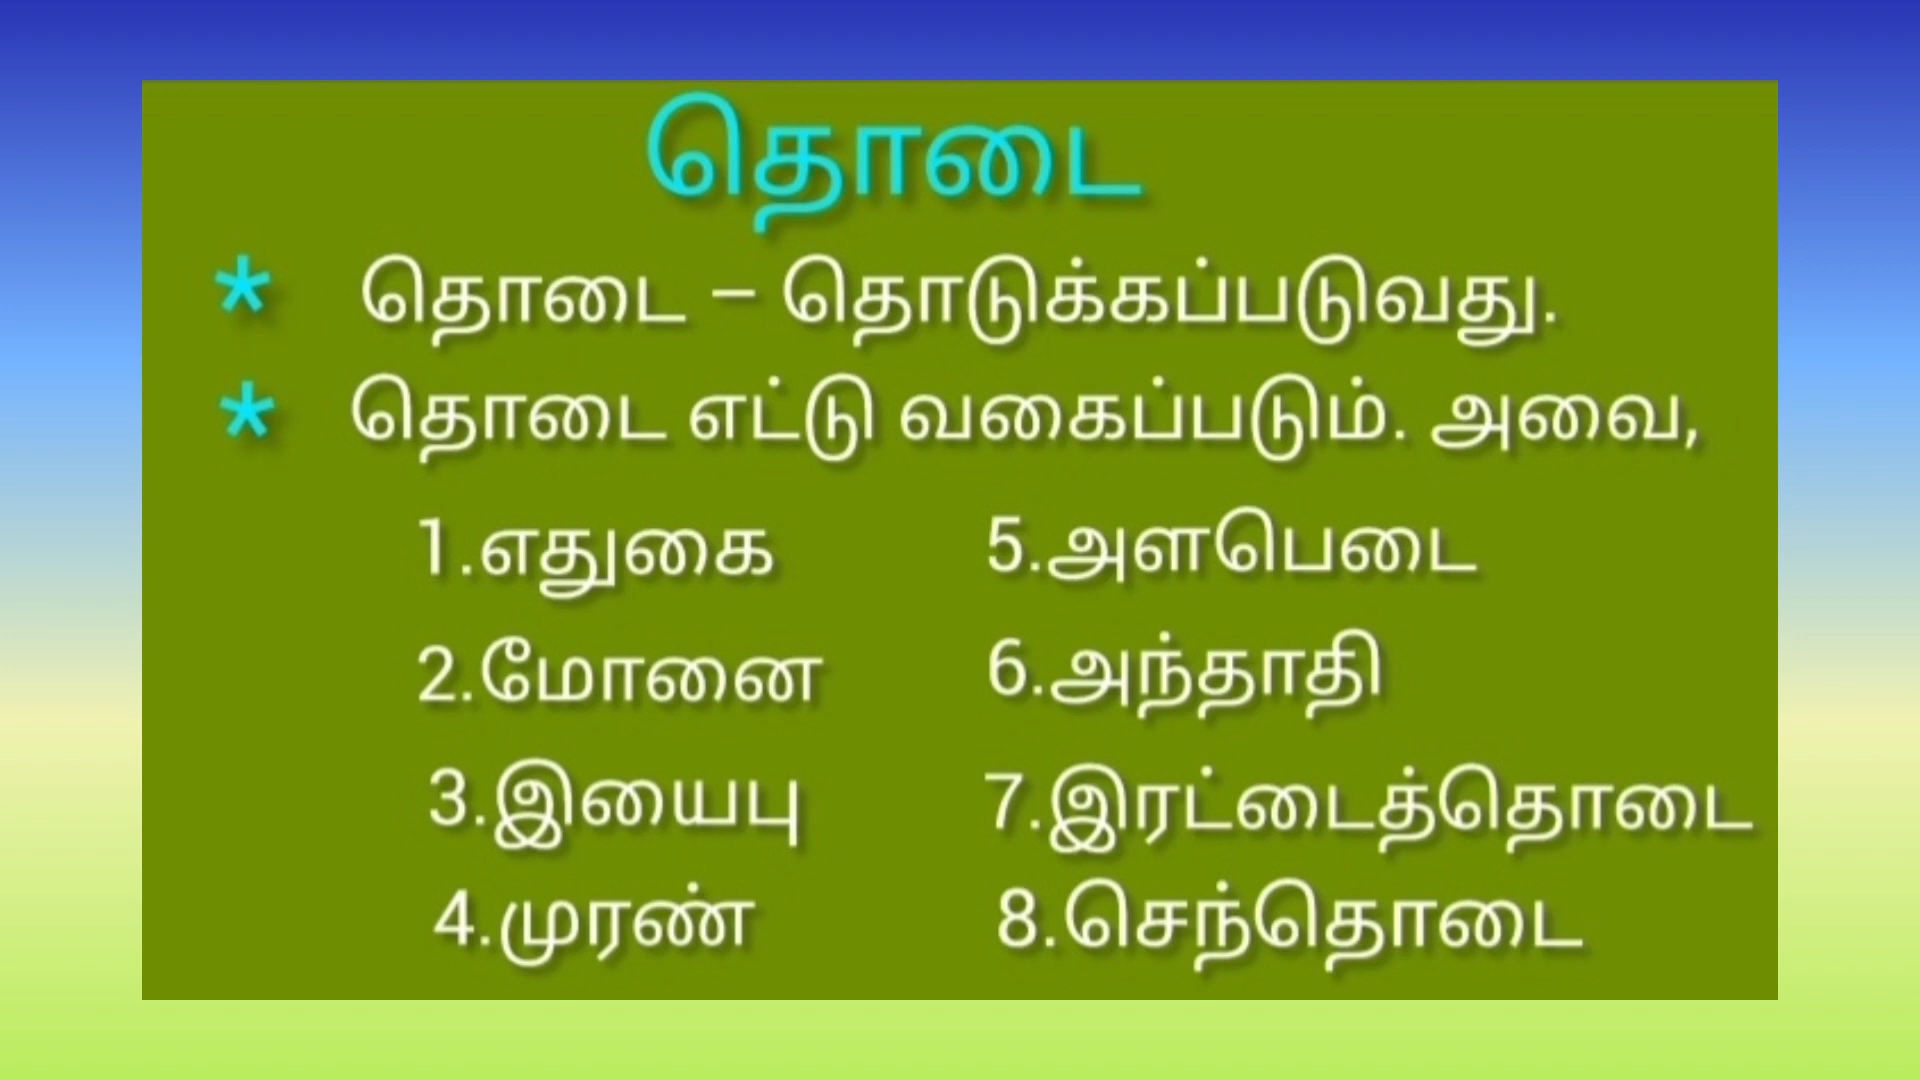 தொடை
* தொடை – தொடுக்கப்படுவது.
* தொடை எட்டு வகைப்படும். அவை,
1.எதுகை
2.மோனை
3.இயைபு
4.முரண்
5.அளபெடை
6.அந்தாதி
7.இரட்டைத்தொடை
8.செந்தொடை